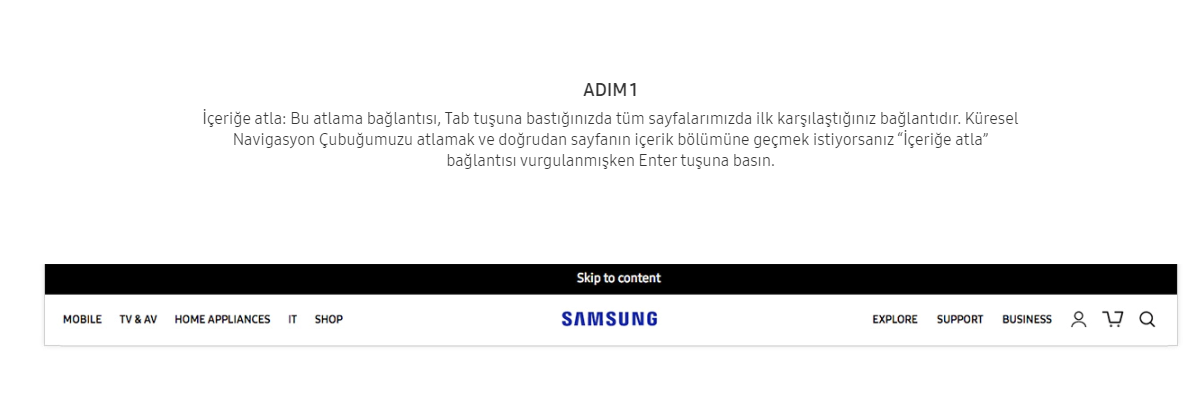 ADIM 1
İçeriğe atla: Bu atlama bağlantısı, Tab tuşuna bastığınızda tüm sayfalarımızda ilk karşılaştığınız bağlantıdır. Küresel
Navigasyon Çubuğumuzu atlamak ve doğrudan sayfanın içerik bölümüne geçmek istiyorsanız “İçeriğe atla”
bağlantısı vurgulanmışken Enter tuşuna basın.
Skip to content
MOBILE TV & AV HOME APPLIANCES IT SHOP SAMSUNG EXPLORE SUPPORT BUSINESS